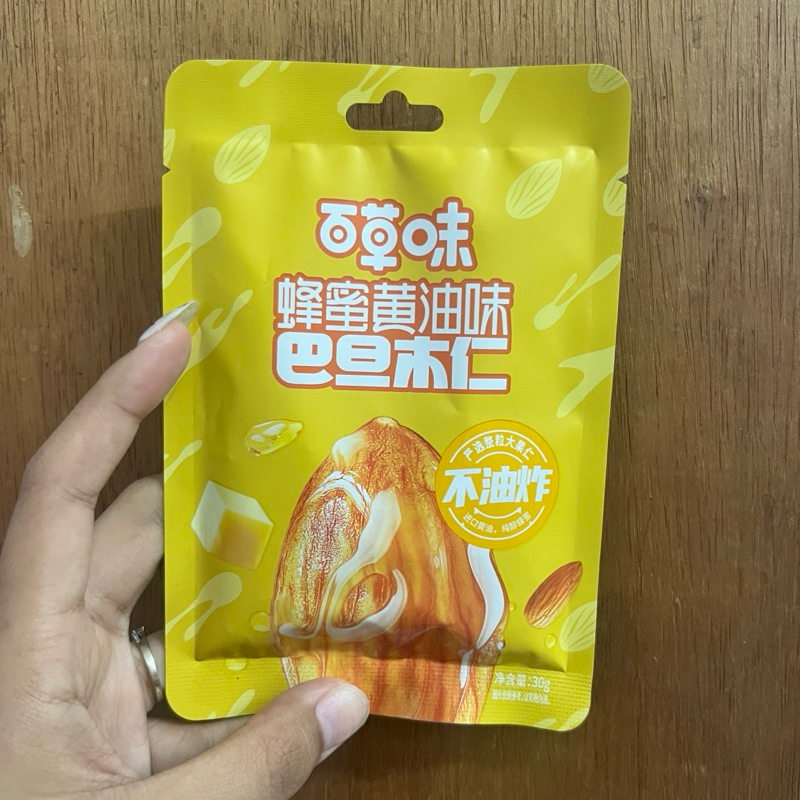 百草味
蜂蜜黄油味
巴旦木仁
严选整粒大果仁
不油炸
进口黄油，纯醇蜂蜜
净含量:30g